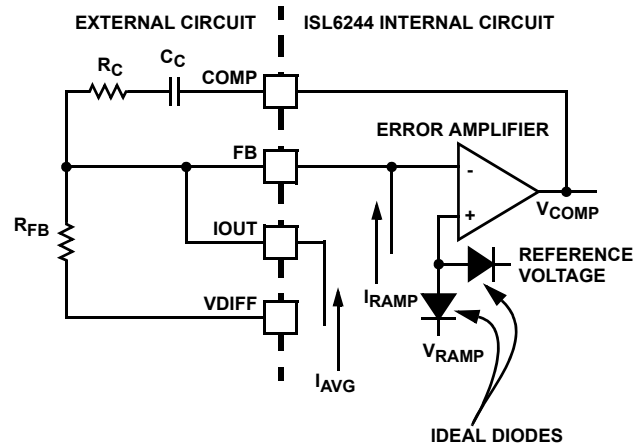 EXTERNAL CIRCUIT
ISL6244 INTERNAL CIRCUIT
RC
CC
COMP
ERROR AMPLIFIER
FB
-
+
VCOMP
RFB
IOUT
REFERENCE
VOLTAGE
IRAMP
VDIFF
VRAMP
IAVG
IDEAL DIODES